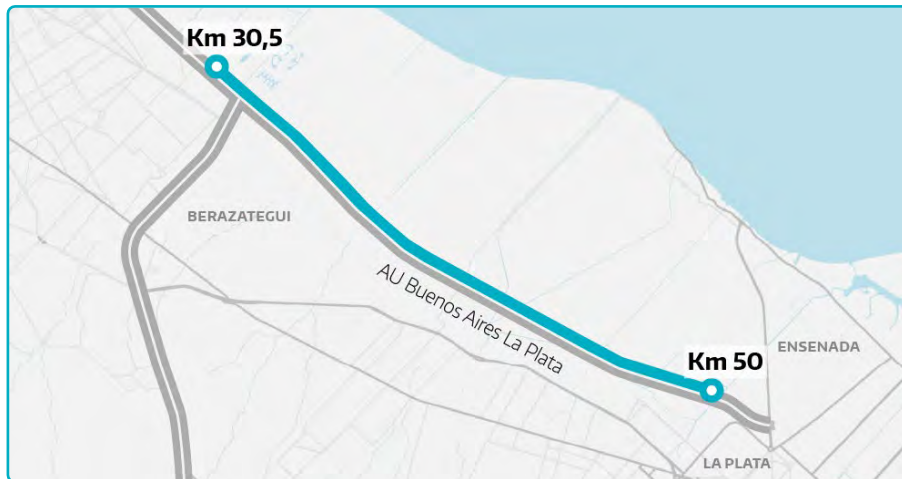 Km 30,5
BERAZATEGUI
AU Buenos Aires La Plata
ENSENADA
Km 50
LA PLATA